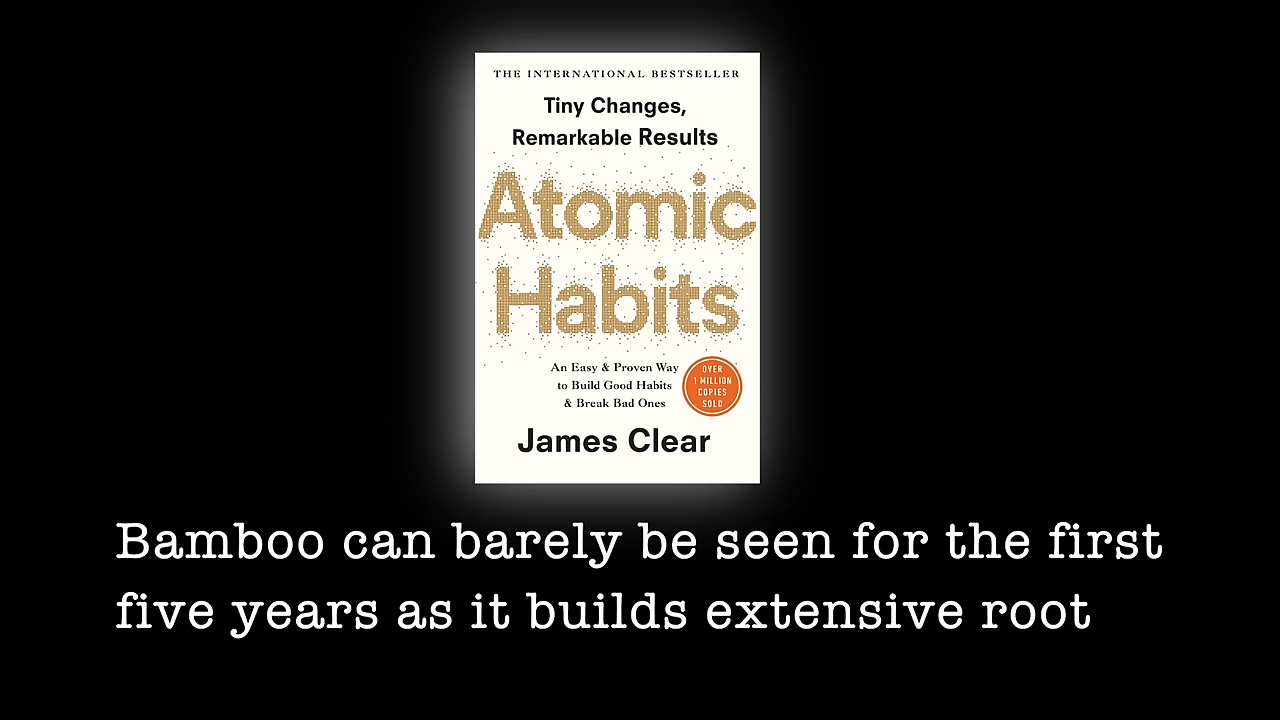 THE INTERNATIONAL BESTSELLER
Tiny Changes,
Remarkable Results
Atomic
Habits
An Easy & Proven Way
to Build Good Habits
& Break Bad Ones
OVER
1 MILLION
COPIES
SOLD
James Clear
Bamboo can barely be seen for the first
five years as it builds extensive root